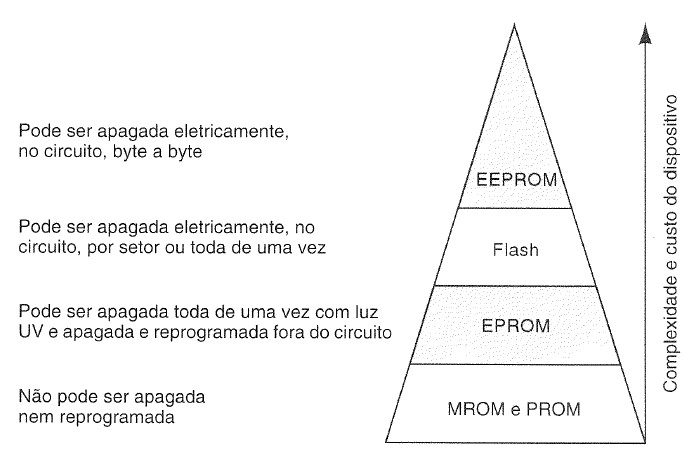 Pode ser apagada eletricamente,
no circuito, byte a byte
EEPROM
Pode ser apagada eletricamente, no
circuito, por setor ou toda de uma vez
Flash
Pode ser apagada toda de uma vez com luz
UV e apagada e reprogramada fora do circuito
EPROM
Não pode ser apagada
nem reprogramada
MROM e PROM
Complexidade e custo do dispositivo